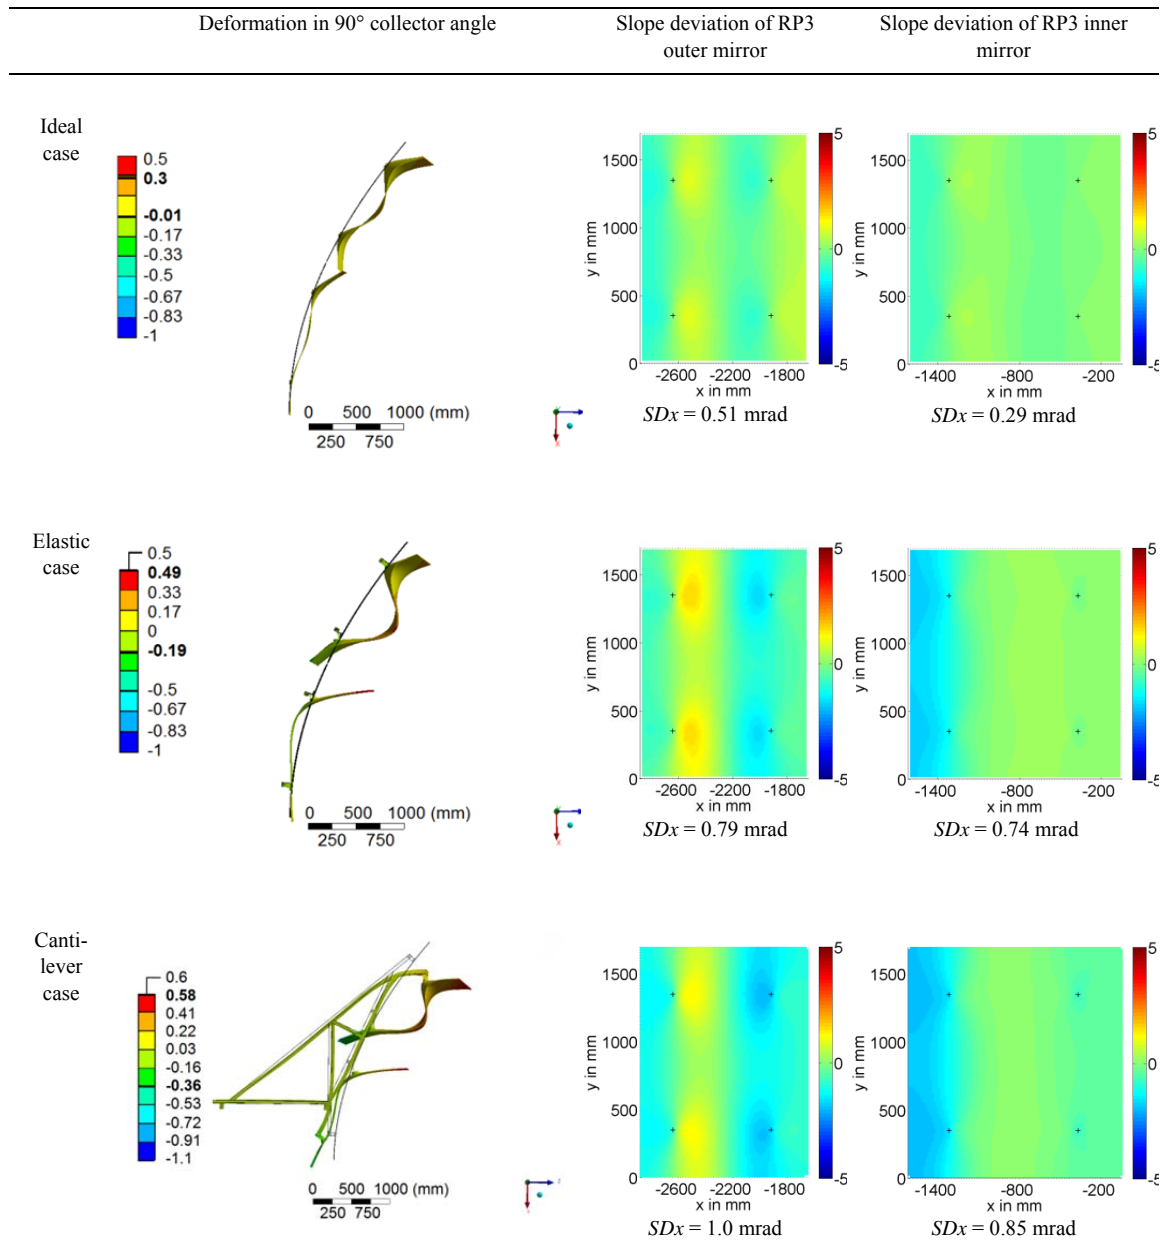 Deformation in 90° collector angle
Slope deviation of RP3
outer mirror
Slope deviation of RP3 inner
mirror
Ideal
case
0.5
0.3
-0.01
-0.17
-0.33
-0.5
-0.67
-0.83
-1
0 500 1000 (mm)
250 750
1500
1000
500
0
y in mm
-2600 -2200 -1800
x in mm
5
0
-5
SDx = 0.51 mrad
1500
1000
500
0
y in mm
-1400 -800 -200
x in mm
5
0
-5
SDx = 0.29 mrad
Elastic
case
0.5
0.49
0.33
0.17
0
-0.19
-0.5
-0.67
-0.83
-1
0 500 1000 (mm)
250 750
1500
1000
500
0
y in mm
-2600 -2200 -1800
x in mm
5
0
-5
SDx = 0.79 mrad
1500
1000
500
0
y in mm
-1400 -800 -200
x in mm
5
0
-5
SDx = 0.74 mrad
Canti-
lever
case
0.6
0.58
0.41
0.22
0.03
-0.16
-0.36
-0.53
-0.72
-0.91
-1.1
0 500 1000 (mm)
250 750
1500
1000
500
0
y in mm
-2600 -2200 -1800
x in mm
5
0
-5
SDx = 1.0 mrad
1500
1000
500
0
y in mm
-1400 -800 -200
x in mm
5
0
-5
SDx = 0.85 mrad